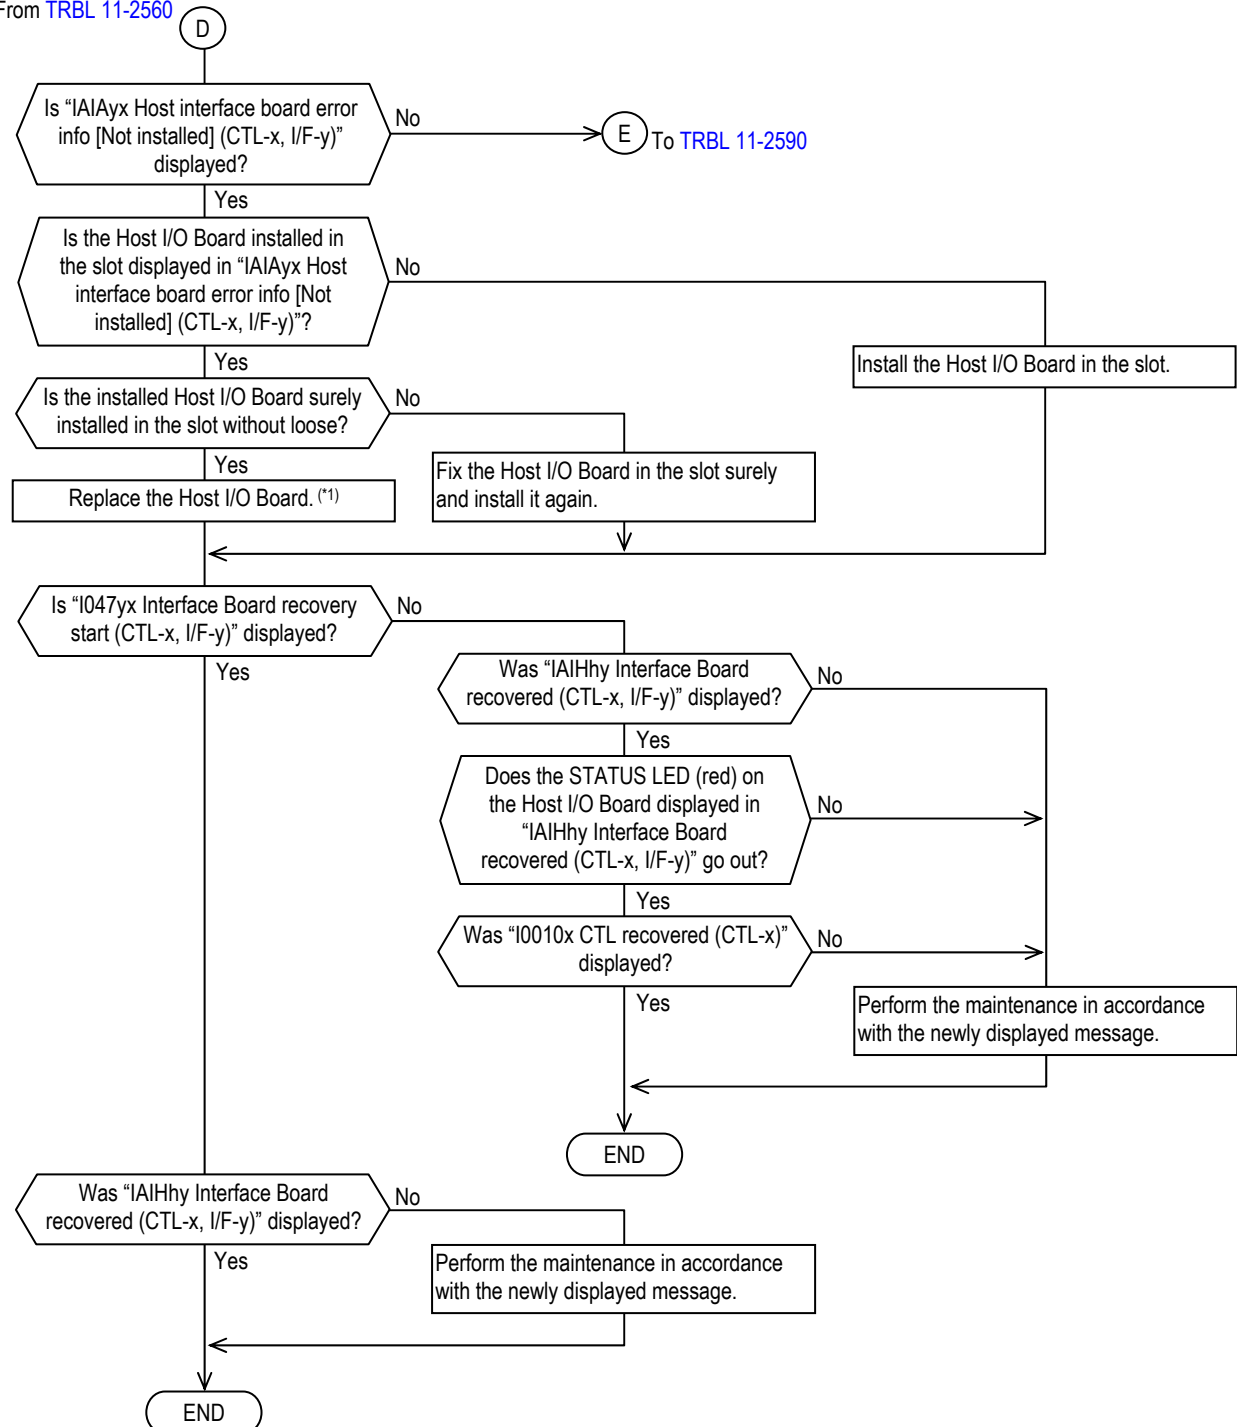 From TRBL 11-2560
D
Is “IAIAyx Host interface board error
info [Not installed] (CTL-x, I/F-y)”
displayed?
No
E
To TRBL 11-2590
Yes
Is the Host I/O Board installed in
the slot displayed in “IAIAyx Host
interface board error info [Not
installed] (CTL-x, I/F-y)”?
No
Install the Host I/O Board in the slot.
Yes
Is the installed Host I/O Board surely
installed in the slot without loose?
No
Fix the Host I/O Board in the slot surely
and install it again.
Yes
Replace the Host I/O Board. (*1)
Is “I047yx Interface Board recovery
start (CTL-x, I/F-y)” displayed?
No
Yes
Was “IAIHhy Interface Board
recovered (CTL-x, I/F-y)” displayed?
No
Yes
Does the STATUS LED (red) on
the Host I/O Board displayed in
“IAIHhy Interface Board
recovered (CTL-x, I/F-y)” go out?
No
Yes
Was “I0010x CTL recovered (CTL-x)”
displayed?
No
Yes
Perform the maintenance in accordance
with the newly displayed message.
END
Was “IAIHhy Interface Board
recovered (CTL-x, I/F-y)” displayed?
No
Yes
Perform the maintenance in accordance
with the newly displayed message.
END